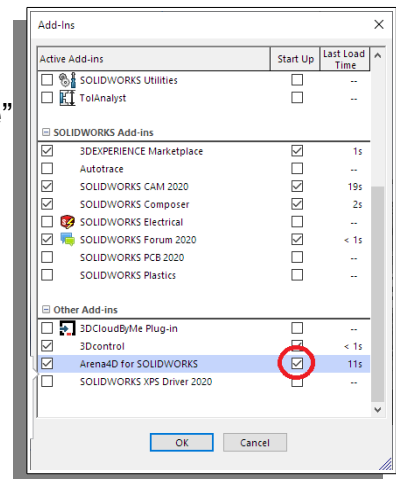 Add-Ins
Active Add-ins Start Up Last Load Time
SOLIDWORKS Utilities --
TolAnalyst --
”
SOLIDWORKS Add-ins
3DEXPERIENCE Marketplace 1s
Autotrace --
SOLIDWORKS CAM 2020 19s
SOLIDWORKS Composer 2s
SOLIDWORKS Electrical --
SOLIDWORKS Forum 2020 < 1s
SOLIDWORKS PCB 2020 --
SOLIDWORKS Plastics --
Other Add-ins
3DCloudByMe Plug-in --
3Dcontrol < 1s
Arena4D for SOLIDWORKS 11s
SOLIDWORKS XPS Driver 2020 --
OK Cancel